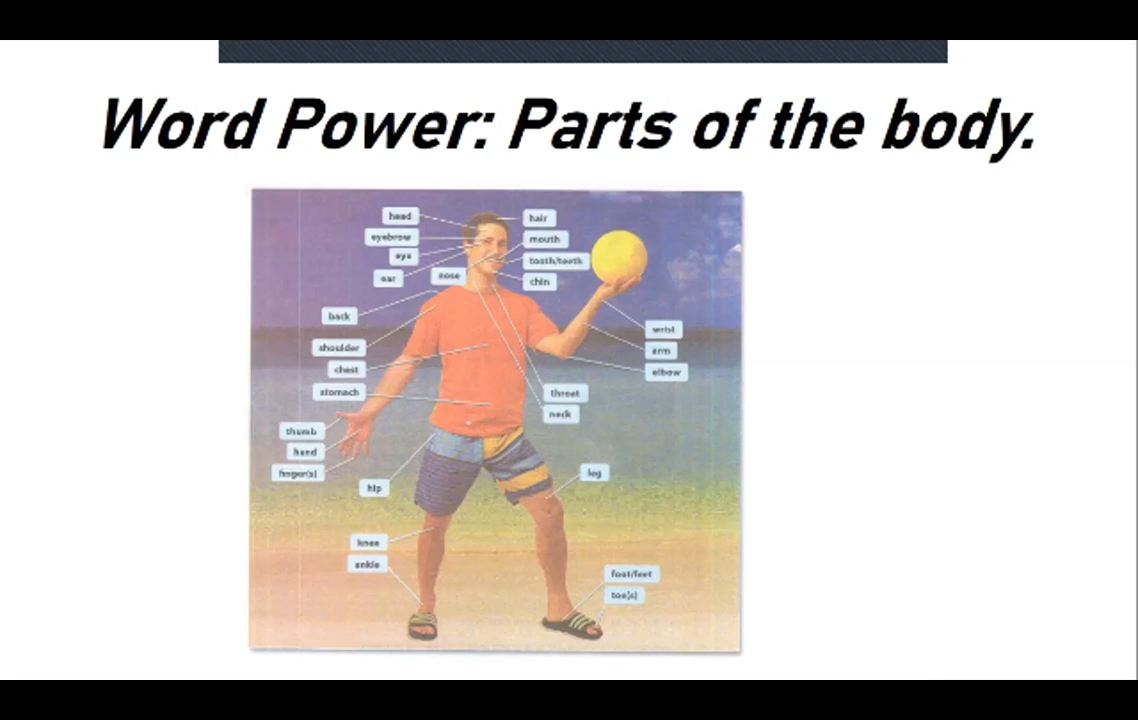 Word Power: Parts of the body.
head
hair
eyebrow
mouth
eye
tooth/teeth
ear
nose
chin
back
wrist
shoulder
arm
chest
elbow
stomach
throat
neck
thumb
hand
finger(s)
leg
hip
knee
ankle
foot/feet
toe(s)